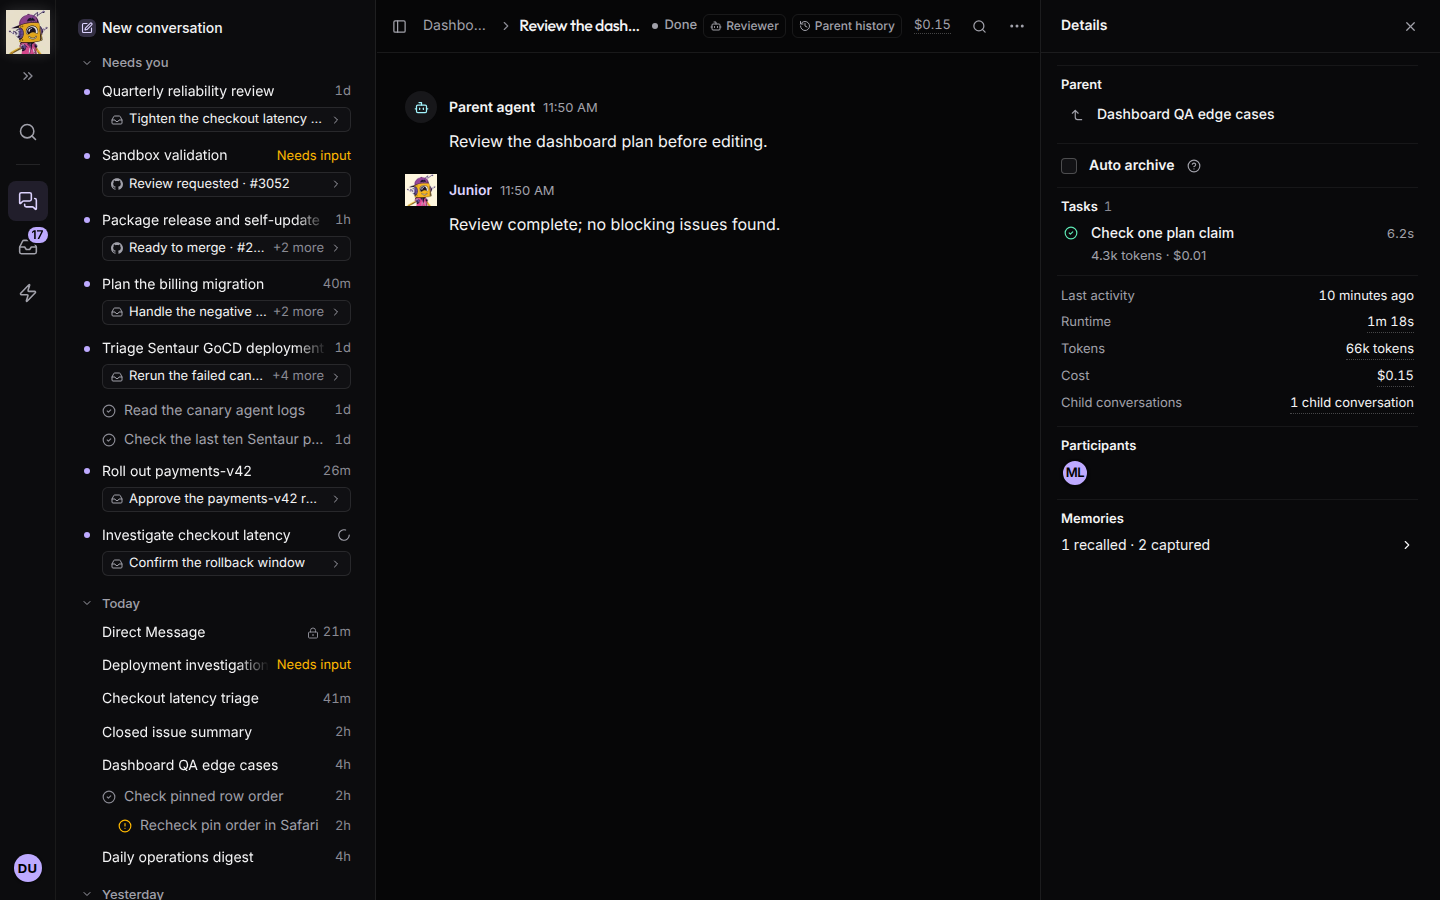 New conversation
Needs you
Quarterly reliability review 1d
Tighten the checkout latency ...
Sandbox validation Needs input
Review requested · #3052
Package release and self-update 1h
Ready to merge · #2... +2 more
Plan the billing migration 40m
Handle the negative ... +2 more
Triage Sentaur GoCD deployment 1d
Rerun the failed can... +4 more
Read the canary agent logs 1d
Check the last ten Sentaur p... 1d
Roll out payments-v42 26m
Approve the payments-v42 r...
Investigate checkout latency
Confirm the rollback window
Today
Direct Message 21m
Deployment investigation Needs input
Checkout latency triage 41m
Closed issue summary 2h
Dashboard QA edge cases 4h
Check pinned row order 2h
Recheck pin order in Safari 2h
Daily operations digest 4h
Yesterday
17
DU
Dashbo... Review the dash... Done Reviewer Parent history $0.15
Parent agent 11:50 AM
Review the dashboard plan before editing.
Junior 11:50 AM
Review complete; no blocking issues found.
Details
Parent
Dashboard QA edge cases
Auto archive
Tasks 1
Check one plan claim 6.2s
4.3k tokens · $0.01
Last activity 10 minutes ago
Runtime 1m 18s
Tokens 66k tokens
Cost $0.15
Child conversations 1 child conversation
Participants
ML
Memories
1 recalled · 2 captured